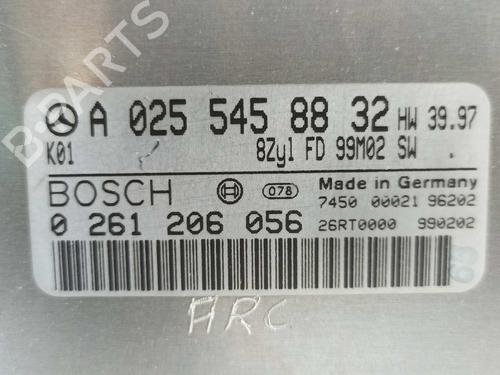 A 025 545 88 32 HW 39.97
K01 8Zyl FD 99M02 SW .
BOSCH 078 Made in Germany
7450 00021 96202
0 261 206 056 26RT0000 990202
ARC
B-PARTS